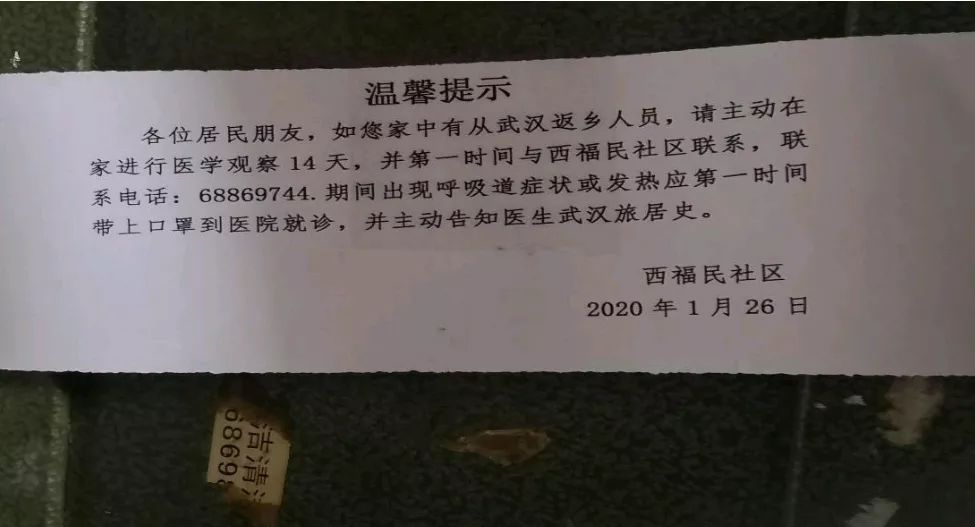 温馨提示
各位居民朋友，如您家中有从武汉返乡人员，请主动在
家进行医学观察 14 天，并第一时间与西福民社区联系，联
系电话：68869744.期间出现呼吸道症状或发热应第一时间
带上口罩到医院就诊，并主动告知医生武汉旅居史。
西福民社区
2020 年 1 月 26 日
洁清
68698